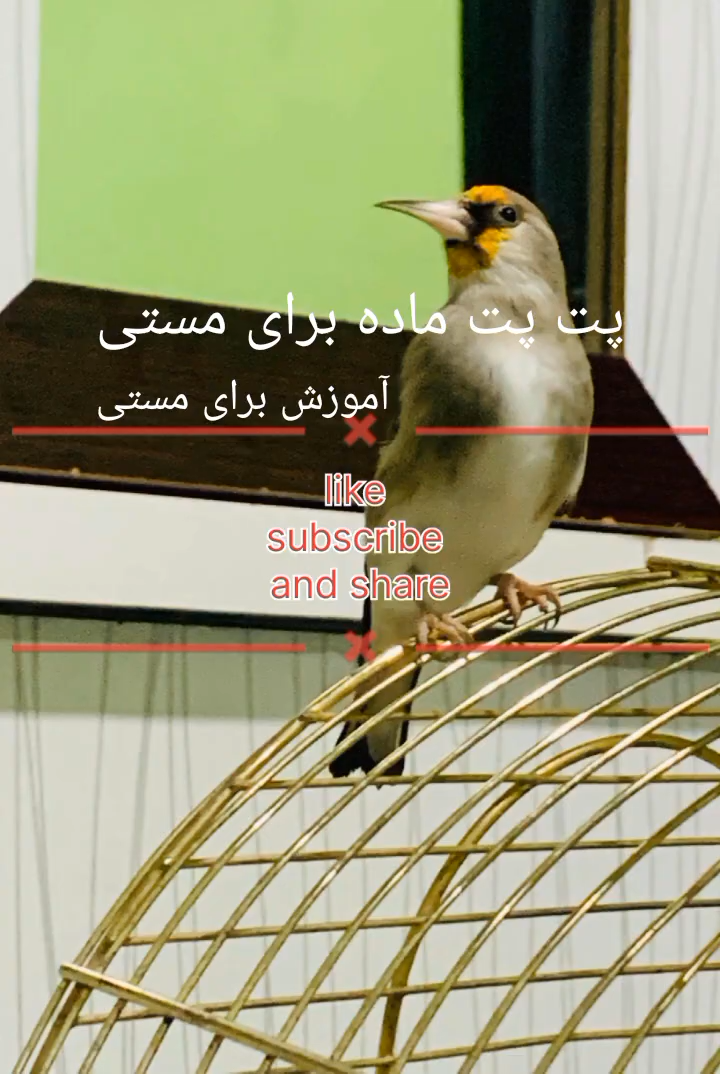 پت پت ماده برای مستی
آموزش برای مستی
like
subscribe
and share